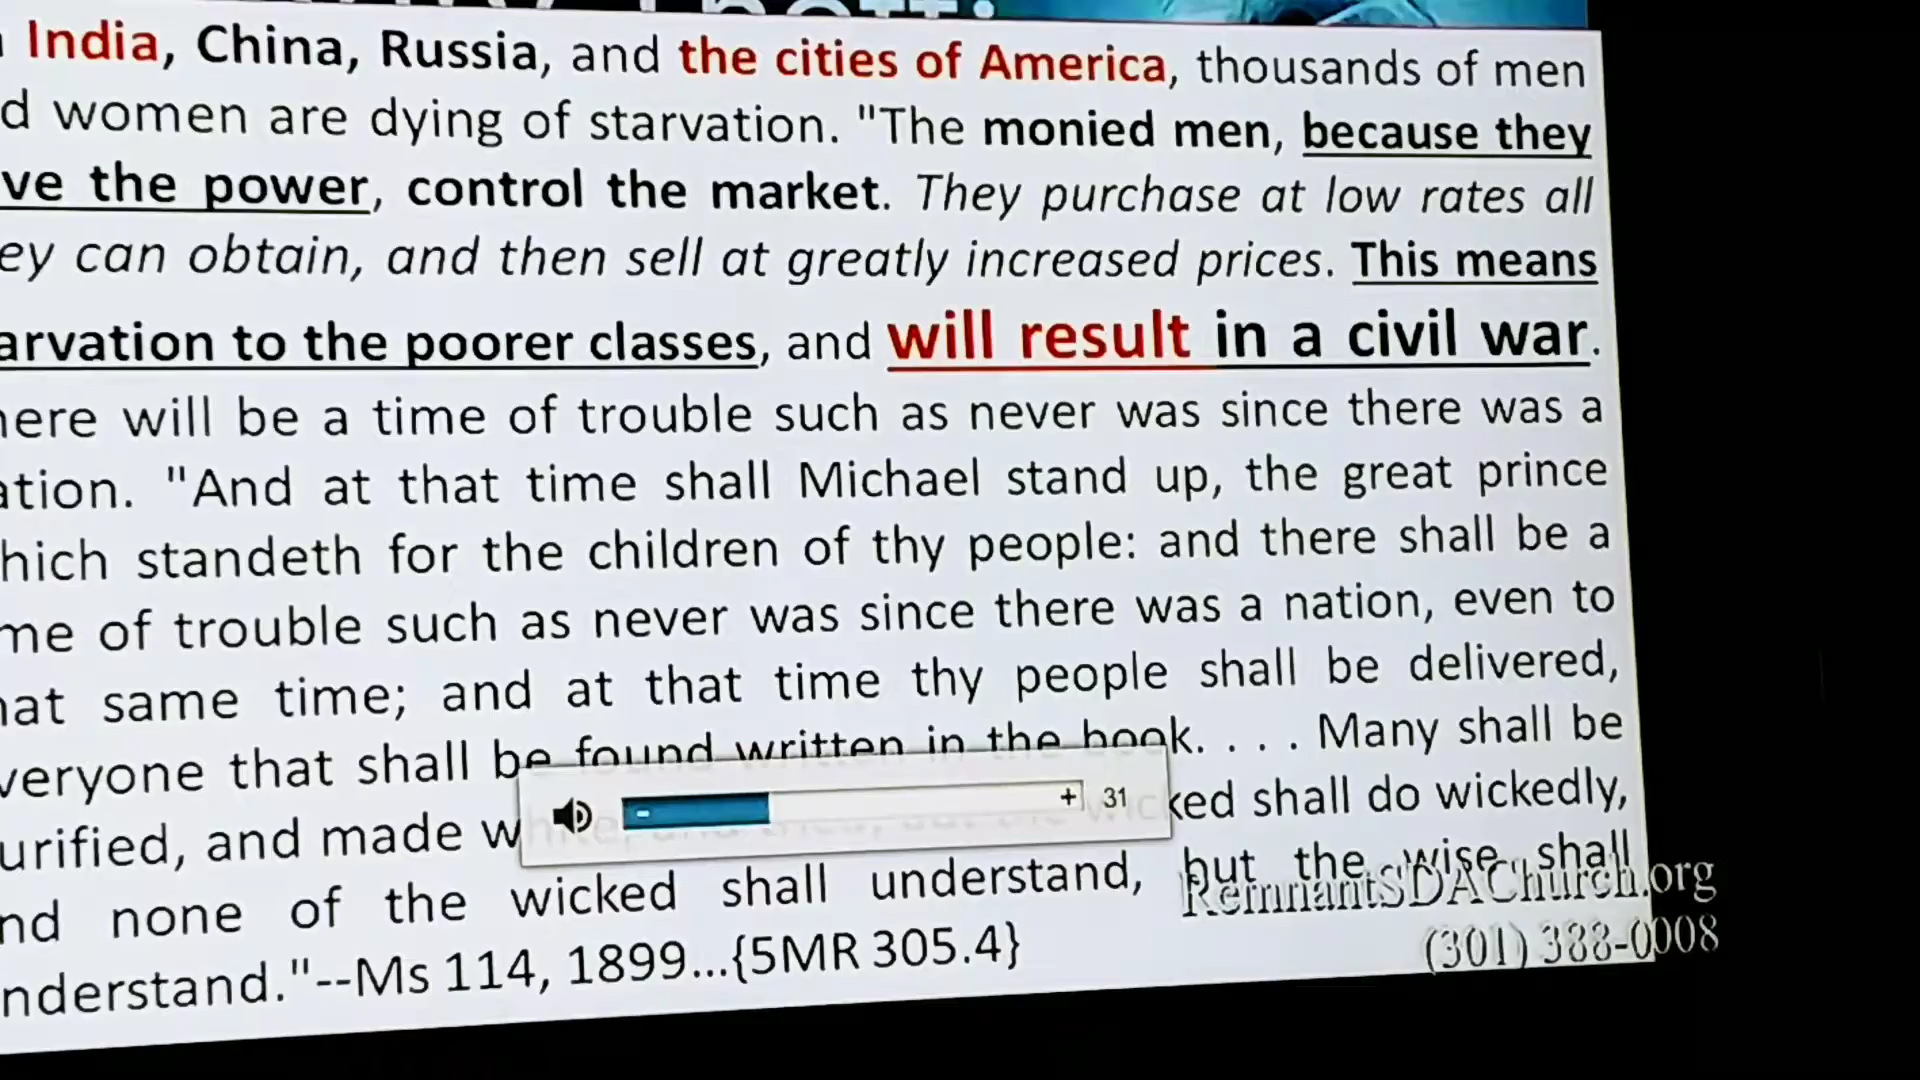 India, China, Russia, and the cities of America, thousands of men
d women are dying of starvation. "The monied men, because they
ve the power, control the market. They purchase at low rates all
ey can obtain, and then sell at greatly increased prices. This means
arvation to the poorer classes, and will result in a civil war.
here will be a time of trouble such as never was since there was a
ation. "And at that time shall Michael stand up, the great prince
hich standeth for the children of thy people: and there shall be a
me of trouble such as never was since there was a nation, even to
hat same time; and at that time thy people shall be delivered,
veryone that shall be found written in the book. . . . Many shall be
urified, and made w ked shall do wickedly,
- + 31
nd none of the wicked shall understand, but the wise shall
RemnantSDAChurch.org
nderstand."--Ms 114, 1899...{5MR 305.4}
(301) 388-0008